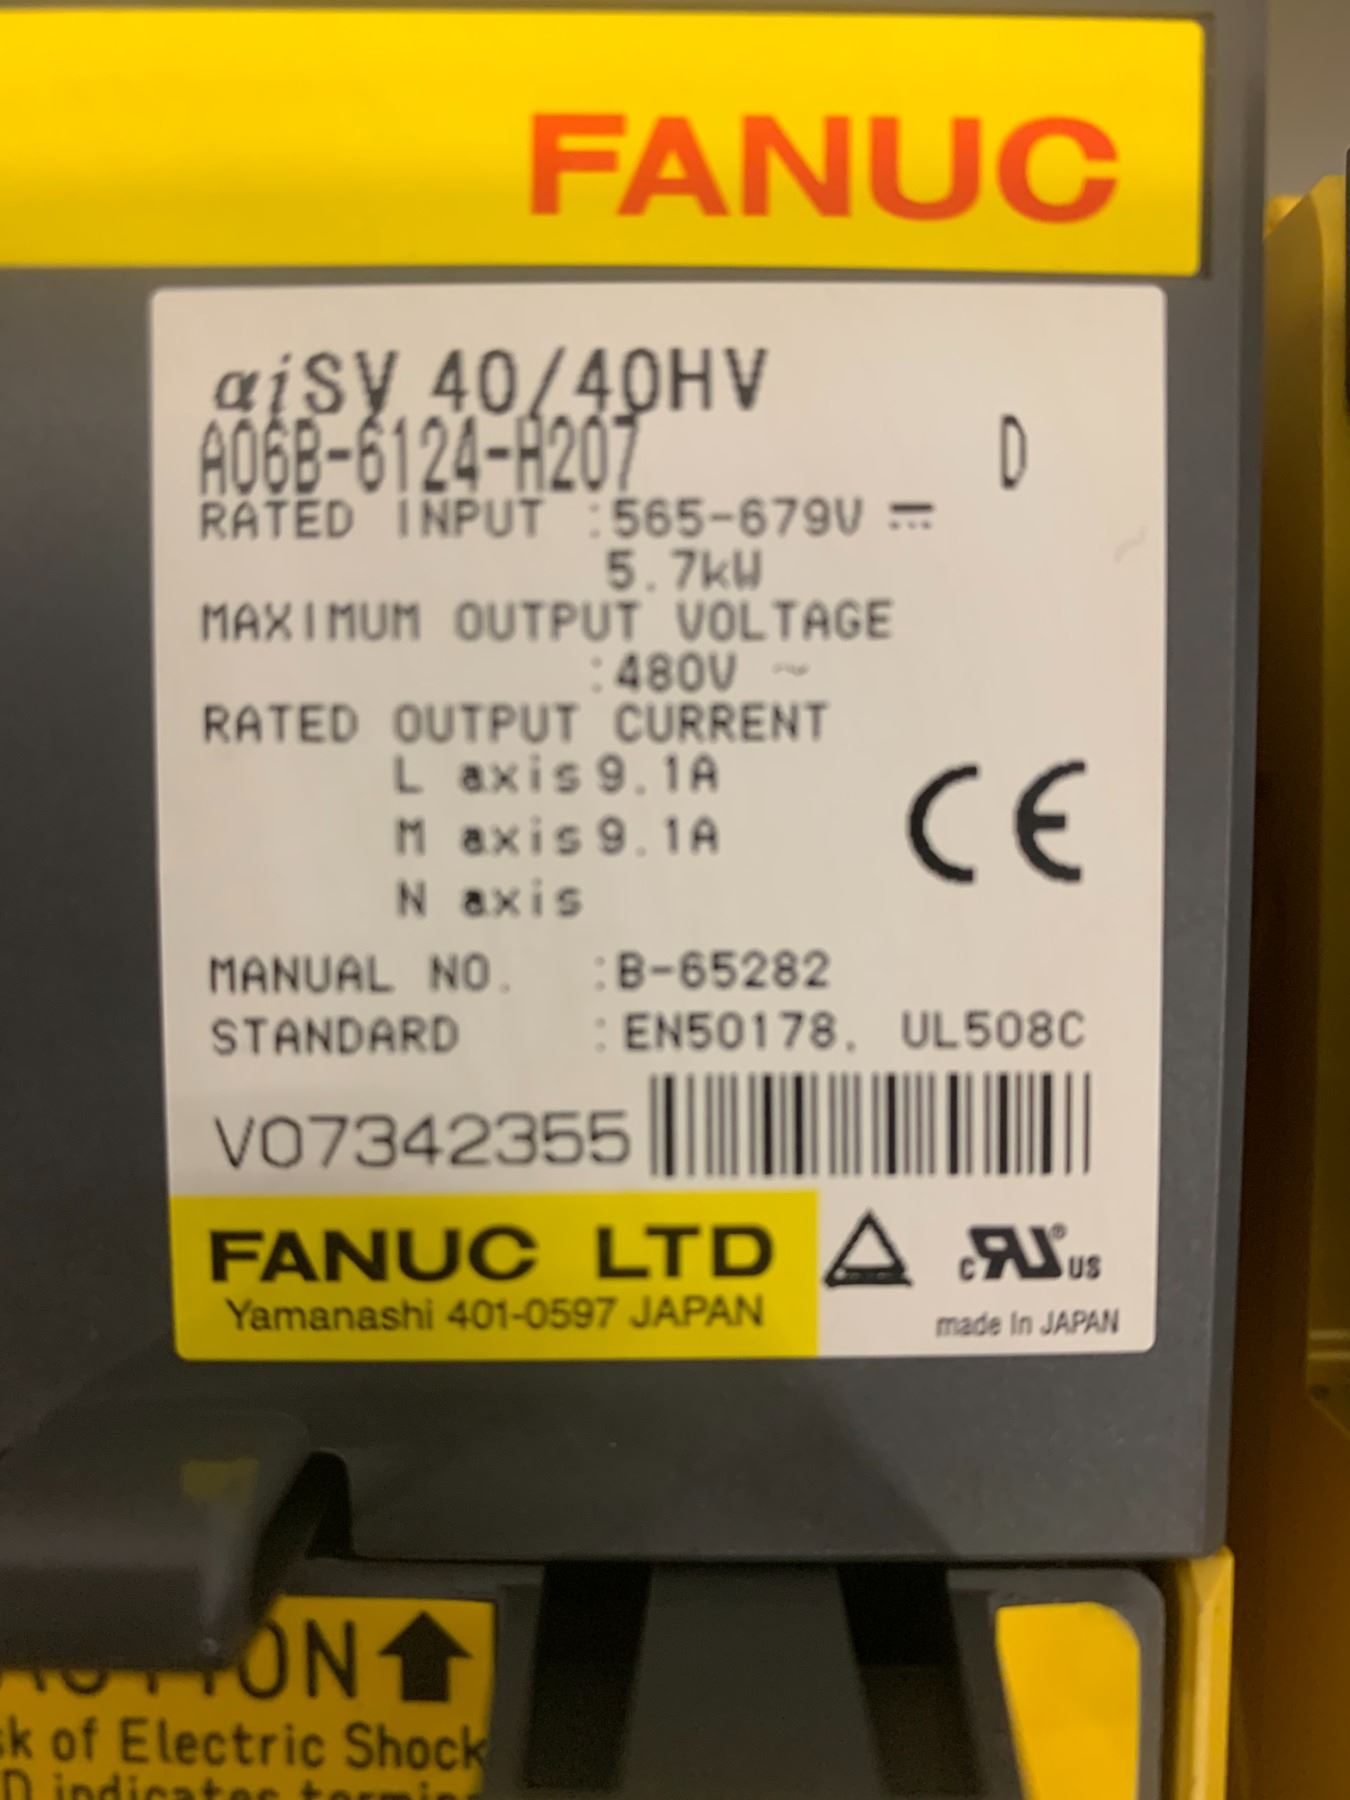 FANUC
αiSV 40/40HV
A06B-6124-H207 D
RATED INPUT :565-679V ⎓
5.7kW
MAXIMUM OUTPUT VOLTAGE
:480V ~
RATED OUTPUT CURRENT
L axis 9.1A
M axis 9.1A
N axis
CE
MANUAL NO. :B-65282
STANDARD :EN50178. UL508C
V07342355
FANUC LTD
Yamanashi 401-0597 JAPAN
c RU ® US
made in JAPAN
of Electric Shock
indicates